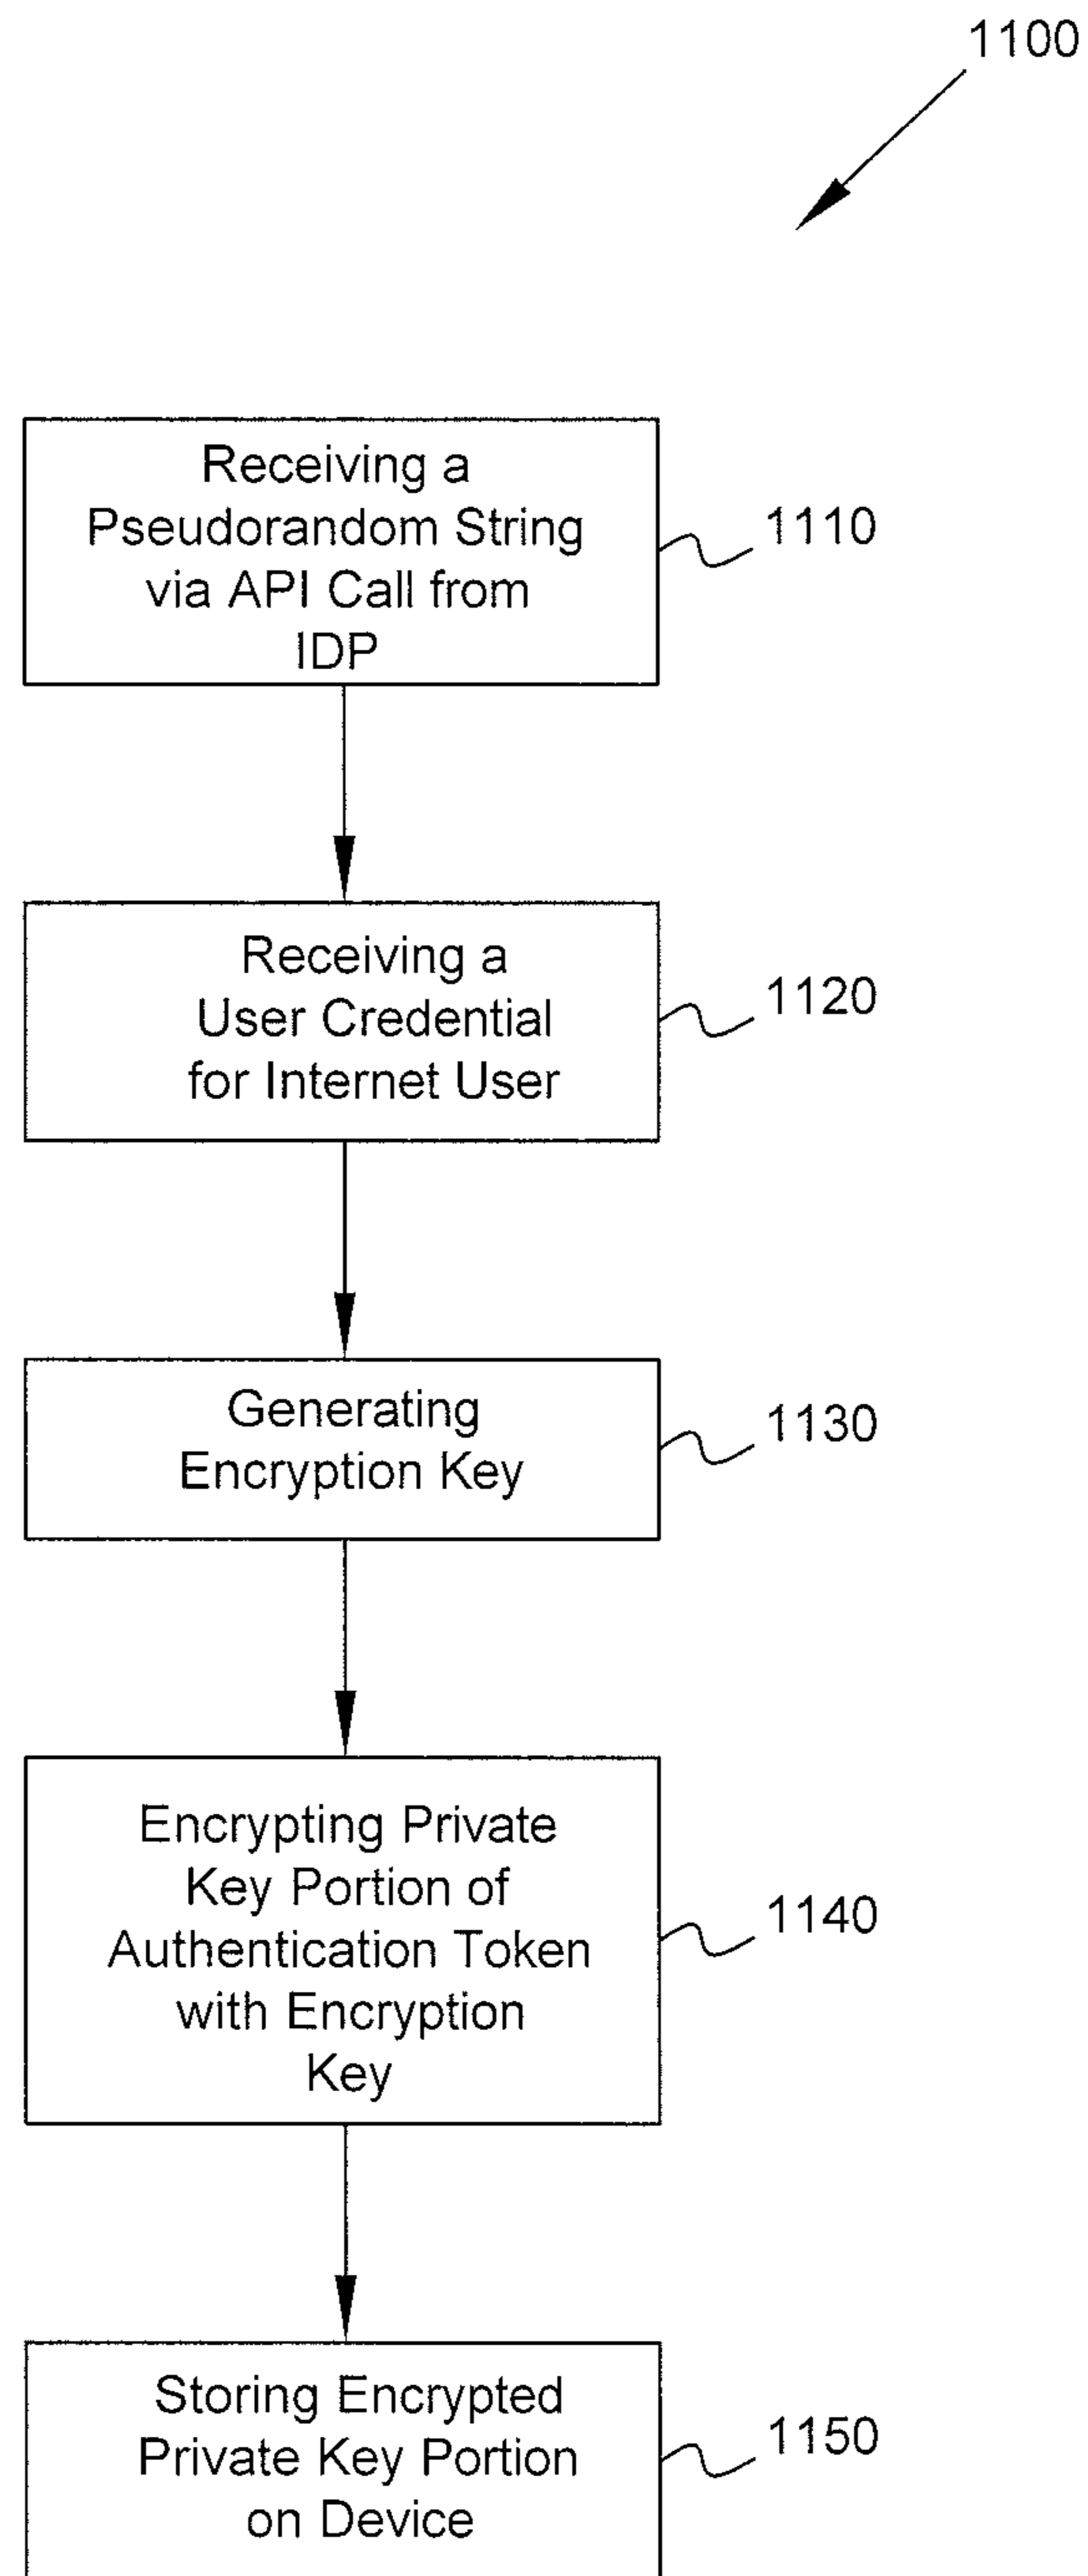 1100
Receiving a
Pseudorandom String
via API Call from
IDP
1110
Receiving a
User Credential
for Internet User
1120
Generating
Encryption Key
1130
Encrypting Private
Key Portion of
Authentication Token
with Encryption
Key
1140
Storing Encrypted
Private Key Portion
on Device
1150